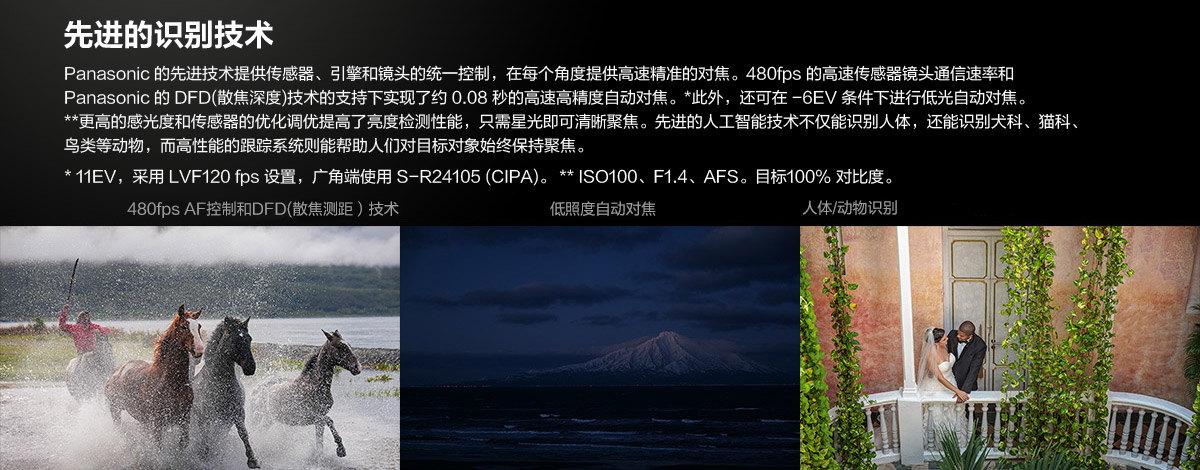 先进的识别技术
Panasonic 的先进技术提供传感器、引擎和镜头的统一控制，在每个角度提供高速精准的对焦。480fps 的高速传感器镜头通信速率和
Panasonic 的 DFD(散焦深度)技术的支持下实现了约 0.08 秒的高速高精度自动对焦。*此外，还可在 -6EV 条件下进行低光自动对焦。
**更高的感光度和传感器的优化调优提高了亮度检测性能，只需星光即可清晰聚焦。先进的人工智能技术不仅能识别人体，还能识别犬科、猫科、
鸟类等动物，而高性能的跟踪系统则能帮助人们对目标对象始终保持聚焦。
* 11EV，采用 LVF120 fps 设置，广角端使用 S-R24105 (CIPA)。 ** ISO100、F1.4、AFS。目标100% 对比度。
480fps AF控制和DFD(散焦测距 ) 技术
低照度自动对焦
人体/动物识别